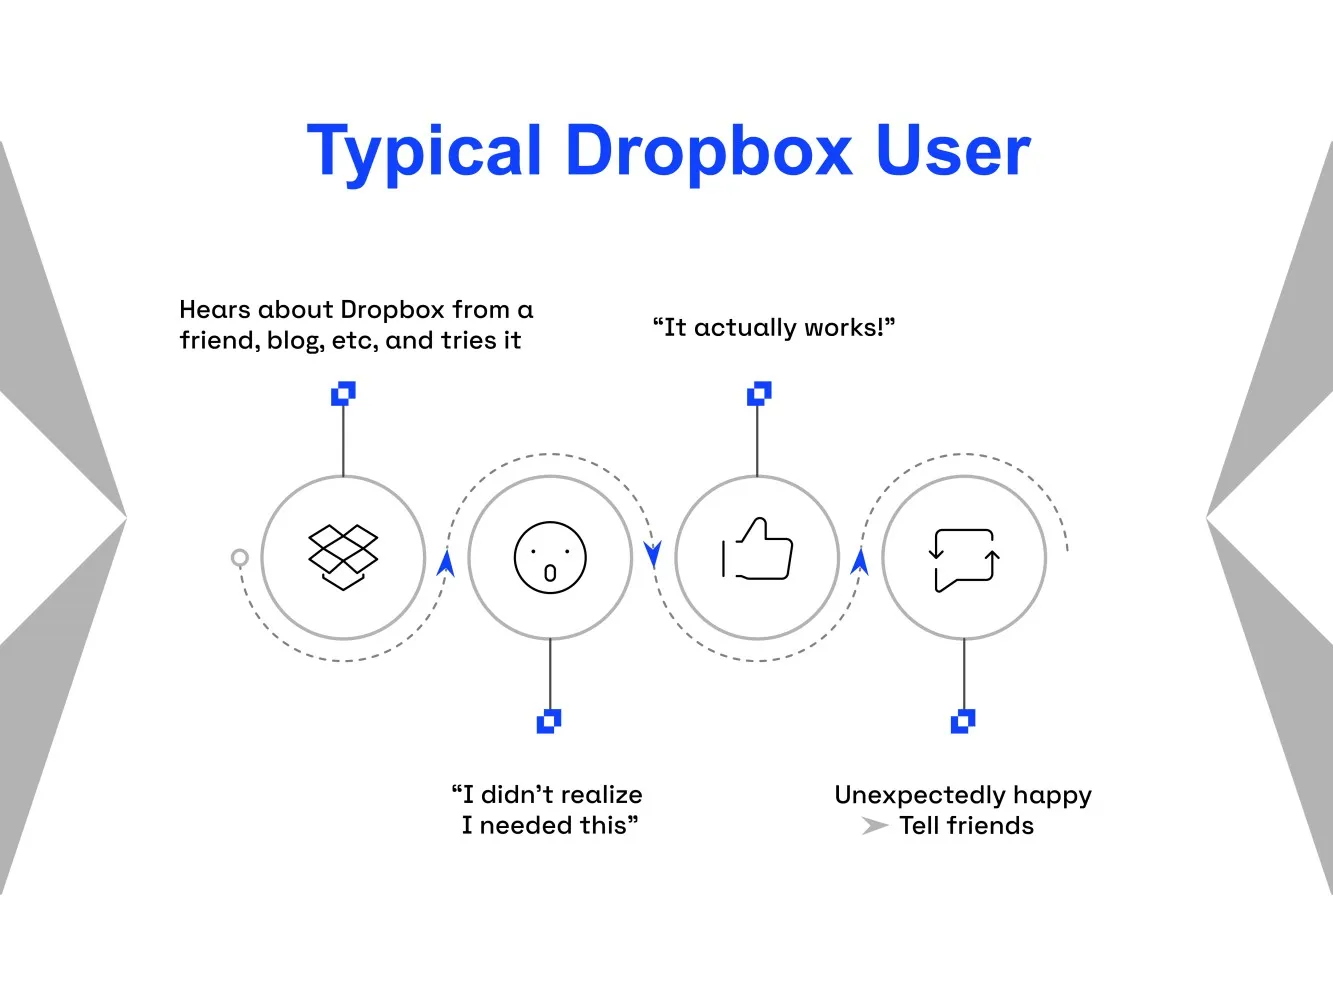 Typical Dropbox User
Hears about Dropbox from a
friend, blog, etc, and tries it
“I didn’t realize
I needed this”
“It actually works!”
Unexpectedly happy
Tell friends